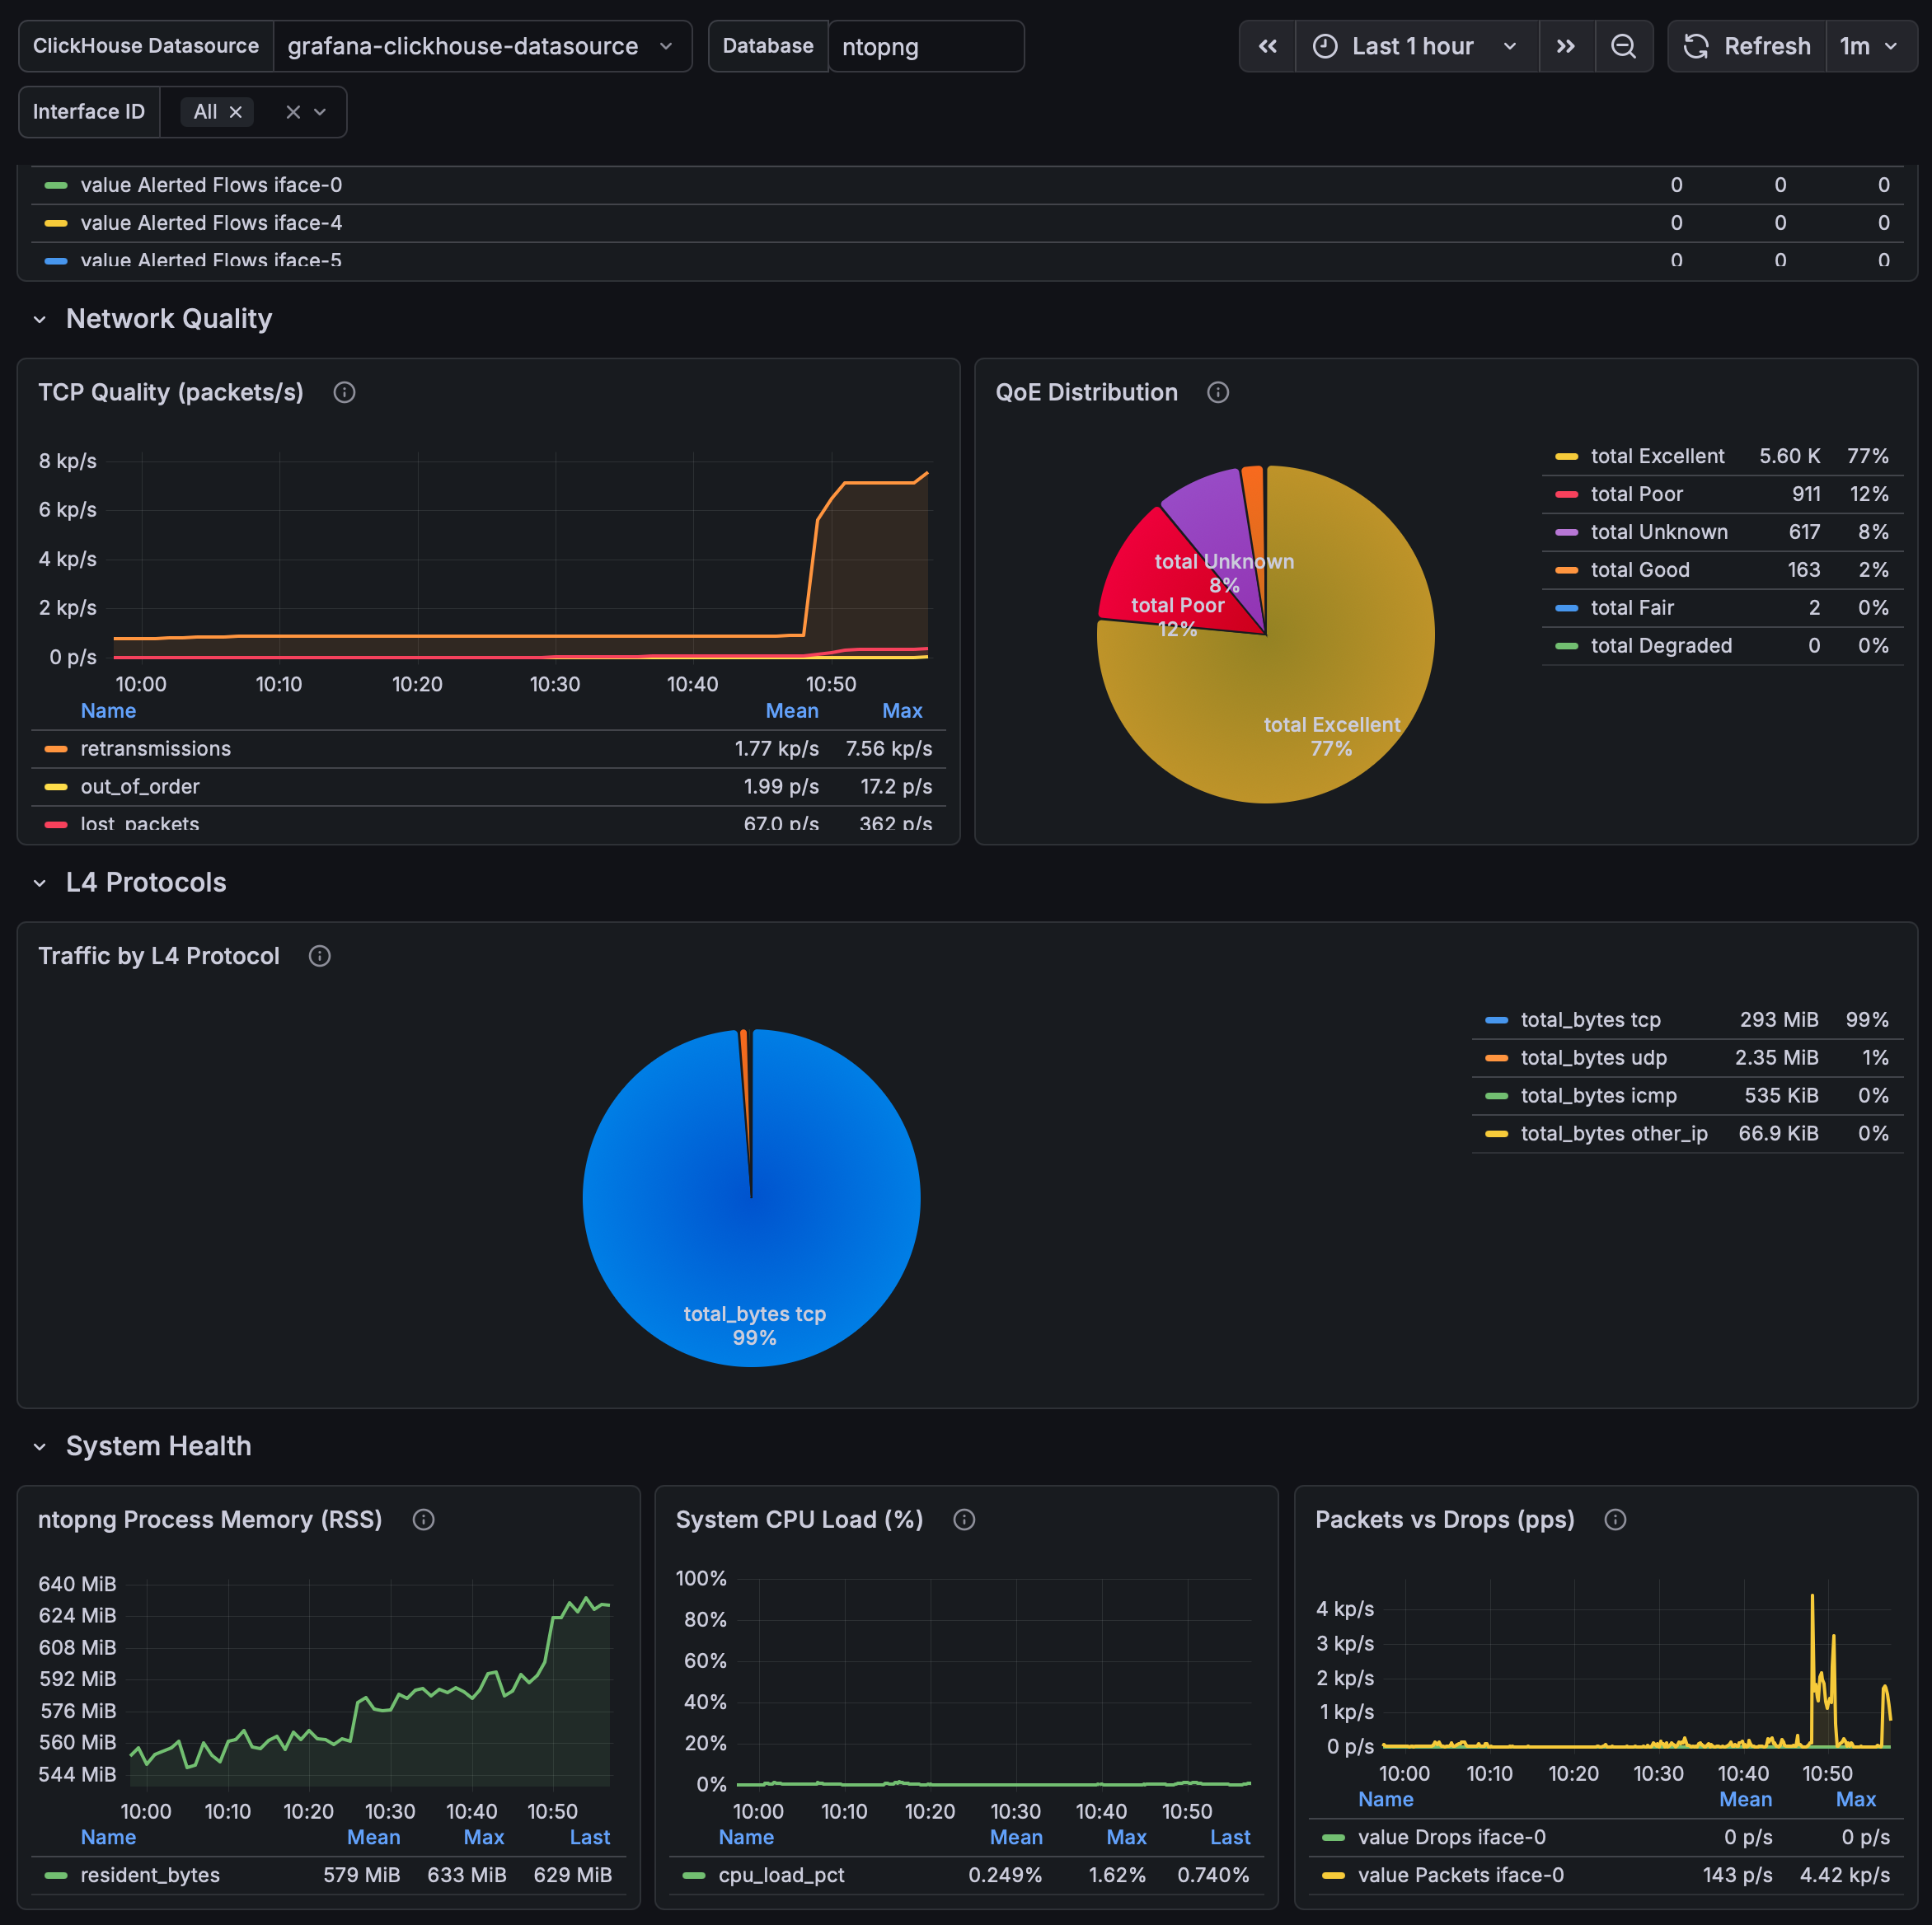 ClickHouse Datasource grafana-clickhouse-datasource Database ntopng Last 1 hour Refresh 1m
Interface ID All
value Alerted Flows iface-0 0 0 0
value Alerted Flows iface-4 0 0 0
value Alerted Flows iface-5 0 0 0
Network Quality
TCP Quality (packets/s)
8 kp/s
6 kp/s
4 kp/s
2 kp/s
0 p/s
10:00 10:10 10:20 10:30 10:40 10:50
Name Mean Max
retransmissions 1.77 kp/s 7.56 kp/s
out_of_order 1.99 p/s 17.2 p/s
lost_packets 67.0 p/s 362 p/s
QoE Distribution
total Unknown
8%
total Poor
12%
total Excellent
77%
total Excellent 5.60 K 77%
total Poor 911 12%
total Unknown 617 8%
total Good 163 2%
total Fair 2 0%
total Degraded 0 0%
L4 Protocols
Traffic by L4 Protocol
total_bytes tcp
99%
total_bytes tcp 293 MiB 99%
total_bytes udp 2.35 MiB 1%
total_bytes icmp 535 KiB 0%
total_bytes other_ip 66.9 KiB 0%
System Health
ntopng Process Memory (RSS)
640 MiB
624 MiB
608 MiB
592 MiB
576 MiB
560 MiB
544 MiB
10:00 10:10 10:20 10:30 10:40 10:50
Name Mean Max Last
resident_bytes 579 MiB 633 MiB 629 MiB
System CPU Load (%)
100%
80%
60%
40%
20%
0%
10:00 10:10 10:20 10:30 10:40 10:50
Name Mean Max Last
cpu_load_pct 0.249% 1.62% 0.740%
Packets vs Drops (pps)
4 kp/s
3 kp/s
2 kp/s
1 kp/s
0 p/s
10:00 10:10 10:20 10:30 10:40 10:50
Name Mean Max
value Drops iface-0 0 p/s 0 p/s
value Packets iface-0 143 p/s 4.42 kp/s